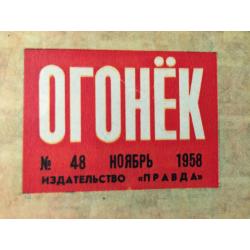 ОГОНЁК
№ 48 НОЯБРЬ 1958
ИЗДАТЕЛЬСТВО «ПРАВДА»